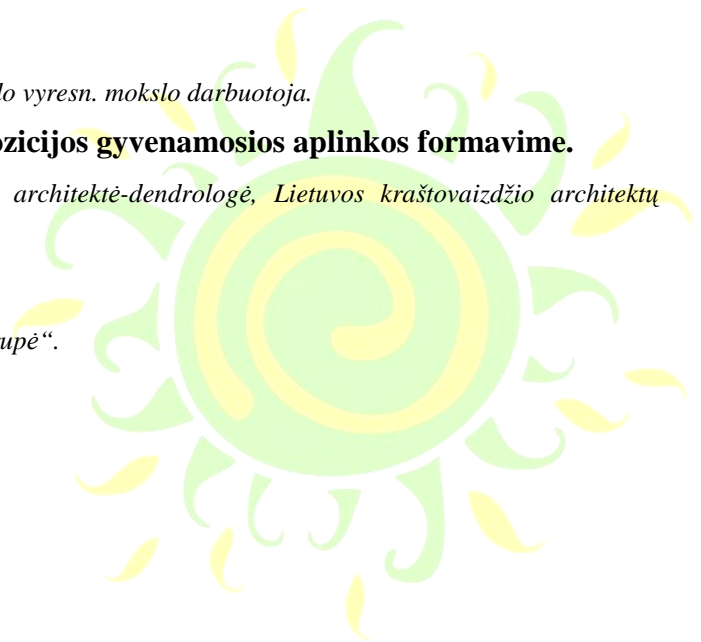 do vyresn. mokslo darbuotoja.
ozicijos gyvenamosios aplinkos formavime.
architektė-dendrologė, Lietuvos kraštovaizdžio architektų
upė“.